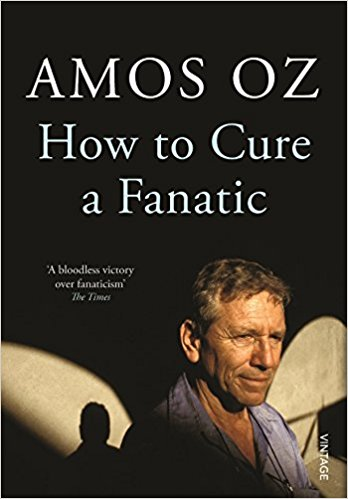 AMOS OZ
How to Cure
a Fanatic
‘A bloodless victory
over fanaticism’
The Times
VINTAGE